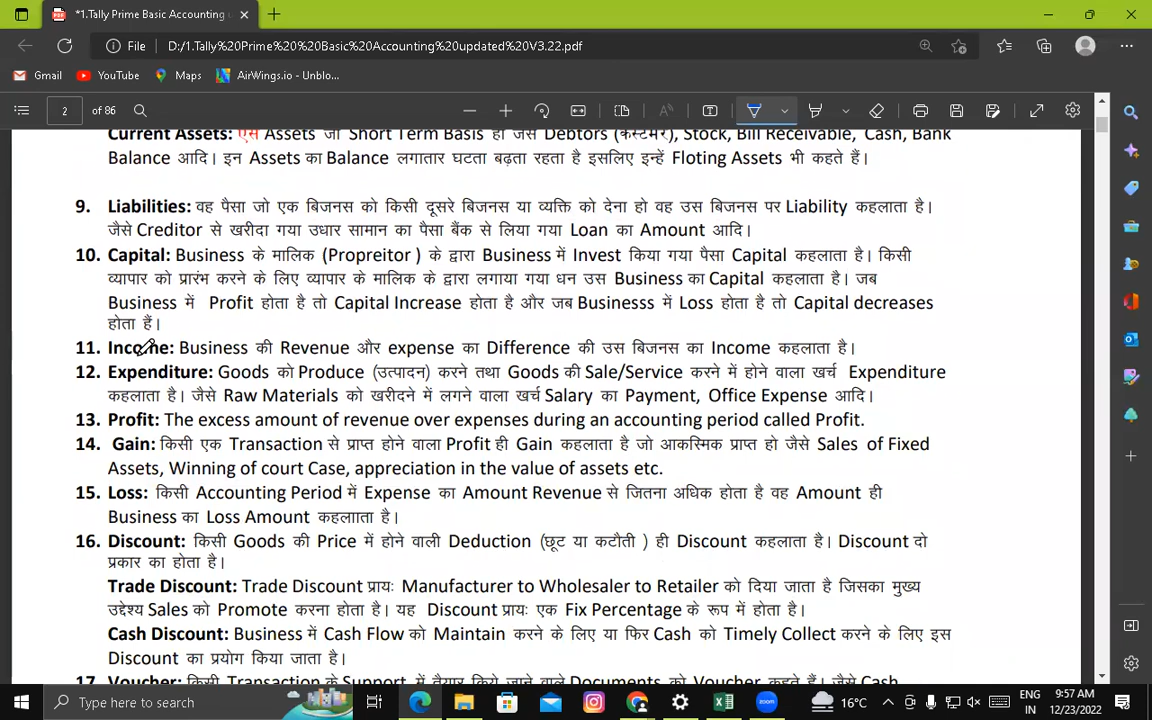 *1.Tally Prime Basic Accounting
File D:/1.Tally%20Prime%20%20Basic%20Accounting%20updated%20V3.22.pdf
Gmail YouTube Maps AirWings.io - Unblo...
2 of 86
Current Assets: Assets जो Short Term Basis हो जैसे Debtors (कस्टमर), Stock, Bill Receivable, Cash, Bank
Balance आदि। इन Assets का Balance लगातार घटता बढ़ता रहता है इसलिए इन्हें Floting Assets भी कहते हैं।
9. Liabilities: वह पैसा जो एक बिजनस को किसी दूसरे बिजनस या व्यक्ति को देना हो वह उस बिजनस पर Liability कहलाता है।
जैसे Creditor से खरीदा गया उधार सामान का पैसा बैंक से लिया गया Loan का Amount आदि।
10. Capital: Business के मालिक (Propreitor ) के द्वारा Business में Invest किया गया पैसा Capital कहलाता है। किसी
व्यापार को प्रारंभ करने के लिए व्यापार के मालिक के द्वारा लगाया गया धन उस Business का Capital कहलाता है। जब
Business में Profit होता है तो Capital Increase होता है और जब Businesss में Loss होता है तो Capital decreases
होता हैं।
11. Income: Business की Revenue और expense का Difference की उस बिजनस का Income कहलाता है।
12. Expenditure: Goods को Produce (उत्पादन) करने तथा Goods की Sale/Service करने में होने वाला खर्च Expenditure
कहलाता है। जैसे Raw Materials को खरीदने में लगने वाला खर्च Salary का Payment, Office Expense आदि।
13. Profit: The excess amount of revenue over expenses during an accounting period called Profit.
14. Gain: किसी एक Transaction से प्राप्त होने वाला Profit ही Gain कहलाता है जो आकस्मिक प्राप्त हो जैसे Sales of Fixed
Assets, Winning of court Case, appreciation in the value of assets etc.
15. Loss: किसी Accounting Period में Expense का Amount Revenue से जितना अधिक होता है वह Amount ही
Business का Loss Amount कहलााता है।
16. Discount: किसी Goods की Price में होने वाली Deduction (छूट या कटौती ) ही Discount कहलाता है। Discount दो
प्रकार का होता है।
Trade Discount: Trade Discount प्रायः Manufacturer to Wholesaler to Retailer को दिया जाता है जिसका मुख्य
उद्देश्य Sales को Promote करना होता है। यह Discount प्रायः एक Fix Percentage के रूप में होता है।
Cash Discount: Business में Cash Flow को Maintain करने के लिए या फिर Cash को Timely Collect करने के लिए इस
Discount का प्रयोग किया जाता है।
17. Voucher: किसी Transaction के Support में तैयार किये जाने वाले Documents को Voucher कहते हैं। जैसे Cash
Type here to search 16°C ENG IN 9:57 AM 12/23/2022